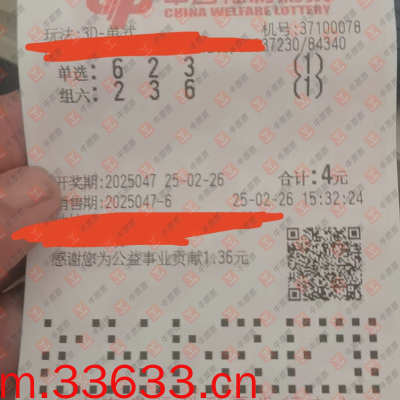 CHINA WELFARE LOTTERY
玩法:3D-单式 机号:37100078
37230/84340
单选: 6 2 3 (1)
组六: 2 3 6 (1)
开奖期:2025047 25-02-26 合计:4元
销售期:2025047-6 25-02-26 15:32:24
感谢您为公益事业贡献1.36元
m.33633.cn